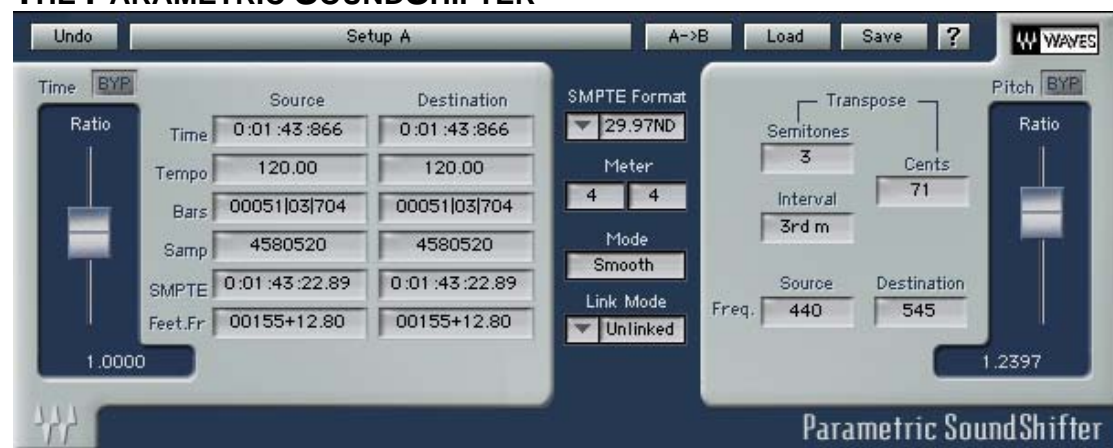 THE PARAMETRIC SOUNDSHIFTER
Undo Setup A A->B Load Save ? WAVES
Time BYP
Ratio
1.0000
Source Destination
Time 0:01:43:866 0:01:43:866
Tempo 120.00 120.00
Bars 00051|03|704 00051|03|704
Samp 4580520 4580520
SMPTE 0:01:43:22.89 0:01:43:22.89
Feet.Fr 00155+12.80 00155+12.80
SMPTE Format
29.97ND
Meter
4 4
Mode
Smooth
Link Mode
Unlinked
Transpose
Semitones
3
Cents
71
Interval
3rd m
Source Destination
Freq. 440 545
Pitch BYP
Ratio
1.2397
Parametric SoundShifter